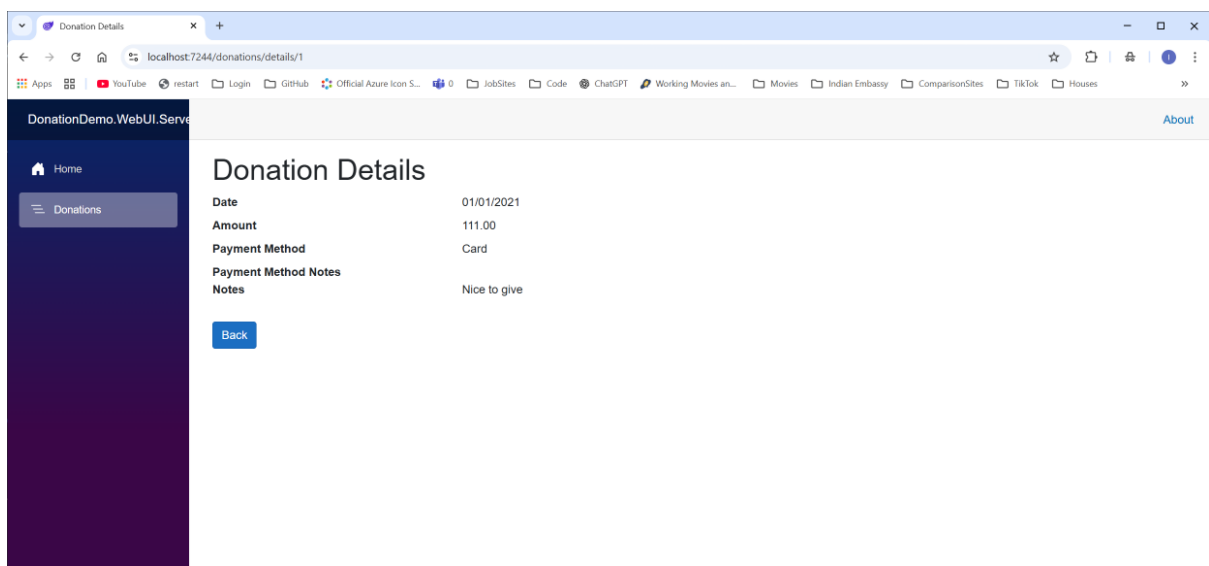 Donation Details
localhost:7244/donations/details/1
Apps YouTube restart Login GitHub Official Azure Icon S... 0 JobSites Code ChatGPT Working Movies an... Movies Indian Embassy ComparisonSites TikTok Houses »
DonationDemo.WebUI.Serve About
Home
Donations
Donation Details
Date 01/01/2021
Amount 111.00
Payment Method Card
Payment Method Notes
Notes Nice to give
Back